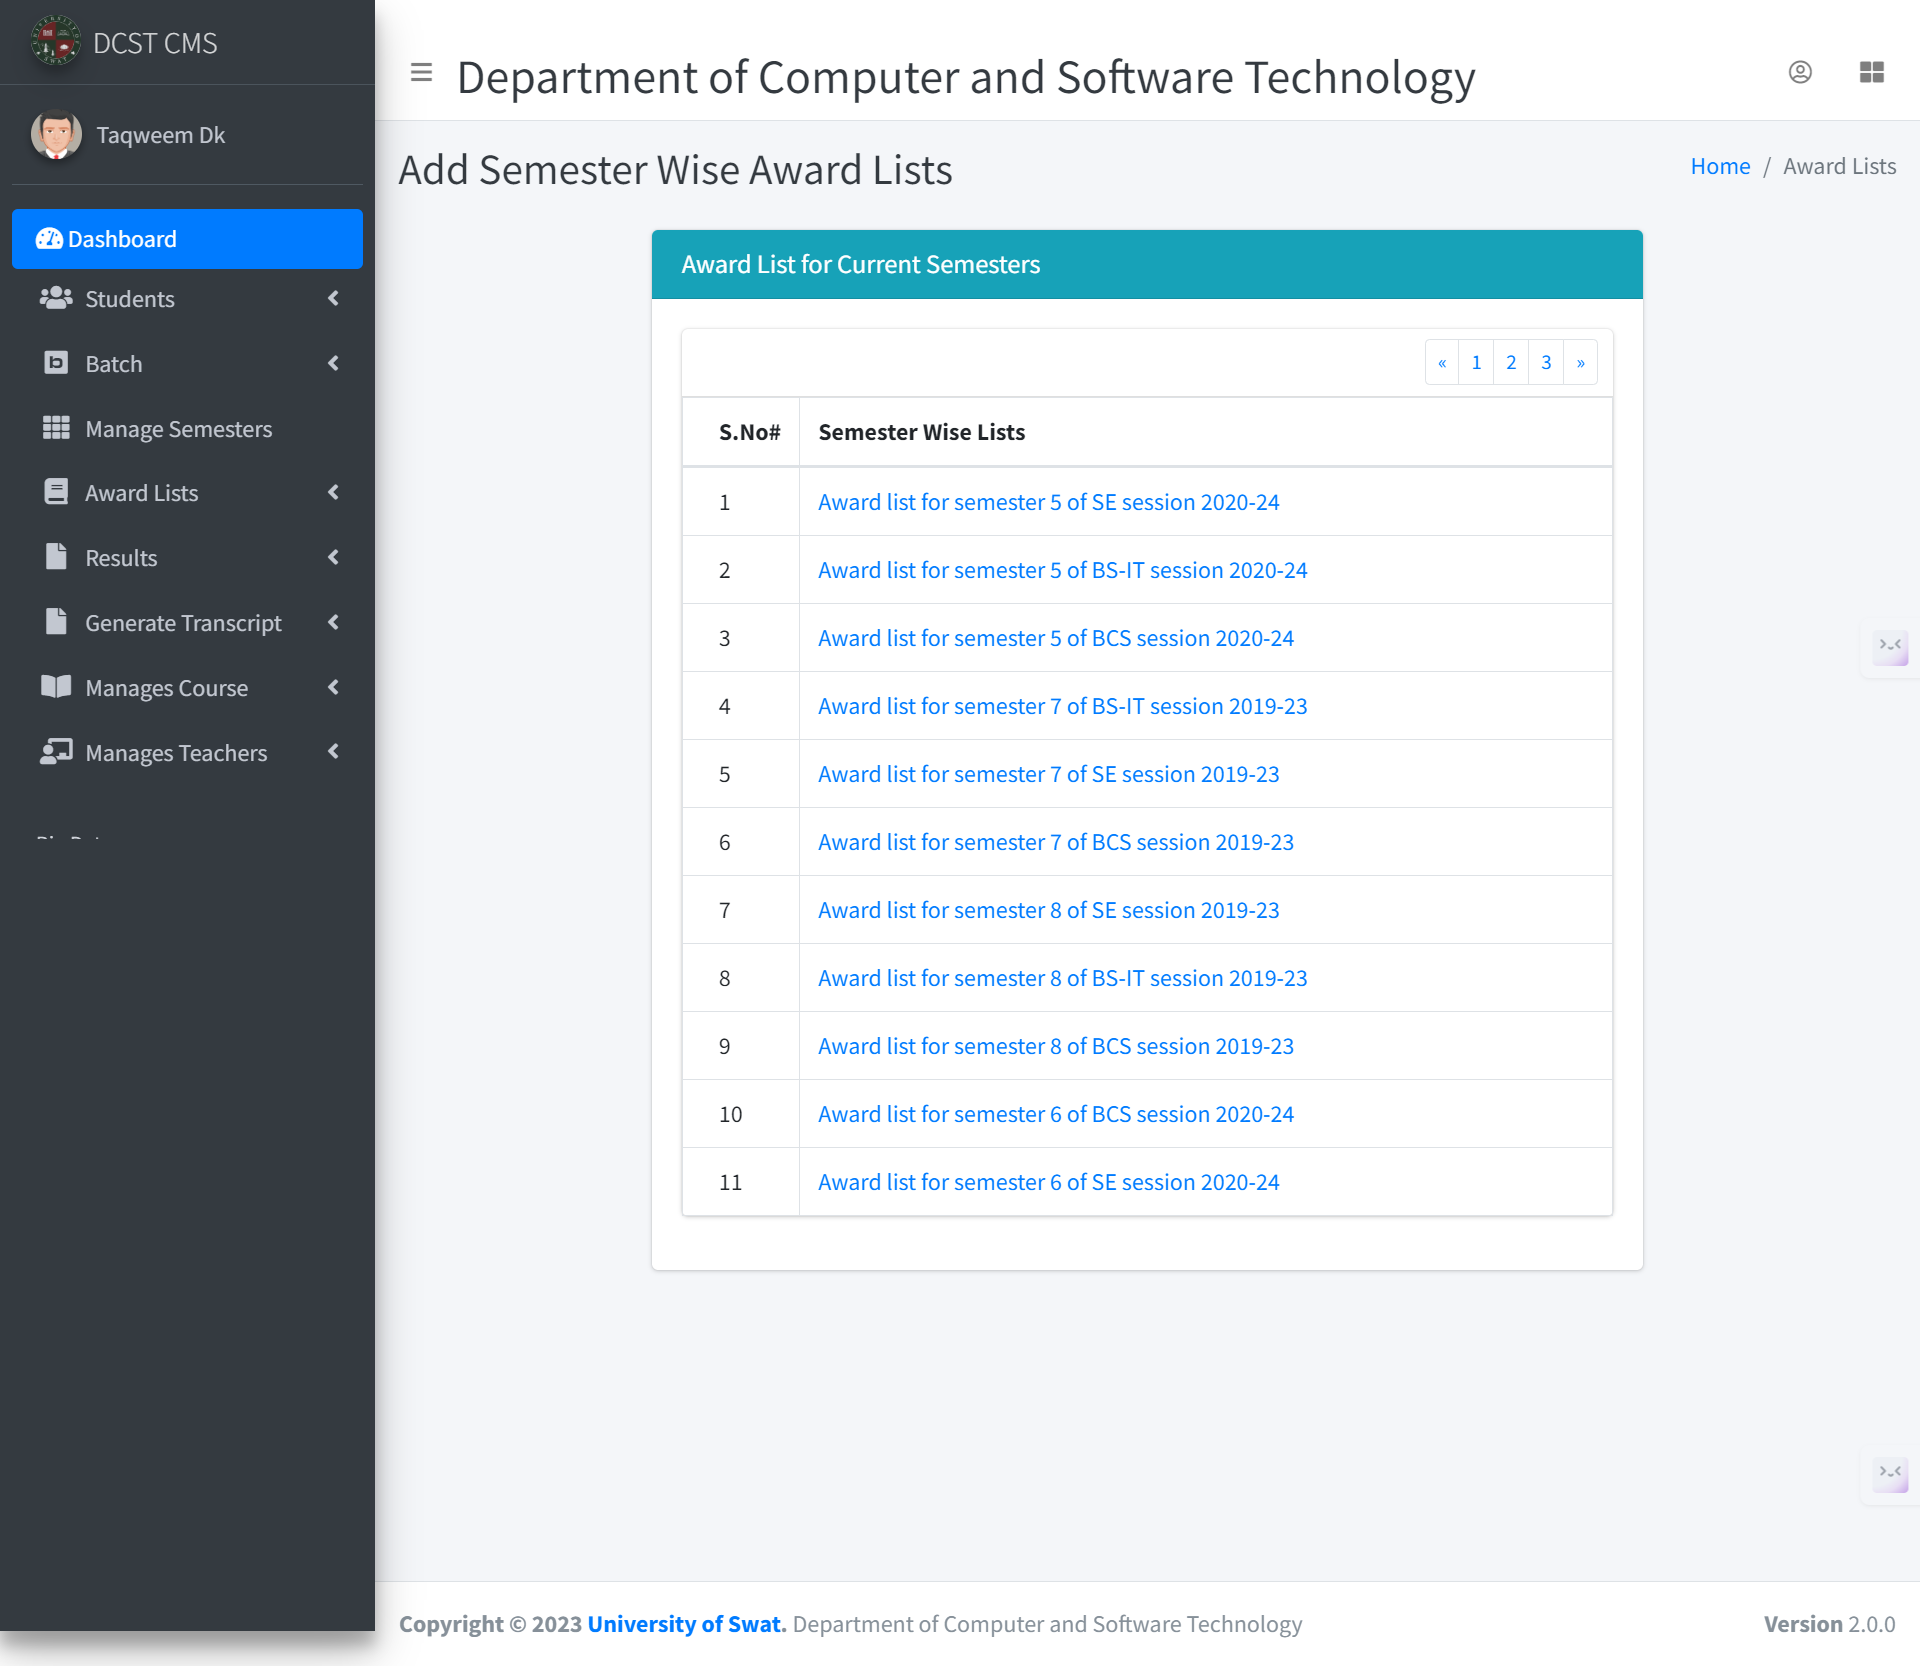 DCST CMS
Taqweem Dk
Dashboard
Students
Batch
Manage Semesters
Award Lists
Results
Generate Transcript
Manages Course
Manages Teachers
Department of Computer and Software Technology
Add Semester Wise Award Lists
Home / Award Lists
Award List for Current Semesters
« 1 2 3 »
S.No# Semester Wise Lists
1 Award list for semester 5 of SE session 2020-24
2 Award list for semester 5 of BS-IT session 2020-24
3 Award list for semester 5 of BCS session 2020-24
4 Award list for semester 7 of BS-IT session 2019-23
5 Award list for semester 7 of SE session 2019-23
6 Award list for semester 7 of BCS session 2019-23
7 Award list for semester 8 of SE session 2019-23
8 Award list for semester 8 of BS-IT session 2019-23
9 Award list for semester 8 of BCS session 2019-23
10 Award list for semester 6 of BCS session 2020-24
11 Award list for semester 6 of SE session 2020-24
Copyright © 2023 University of Swat. Department of Computer and Software Technology
Version 2.0.0